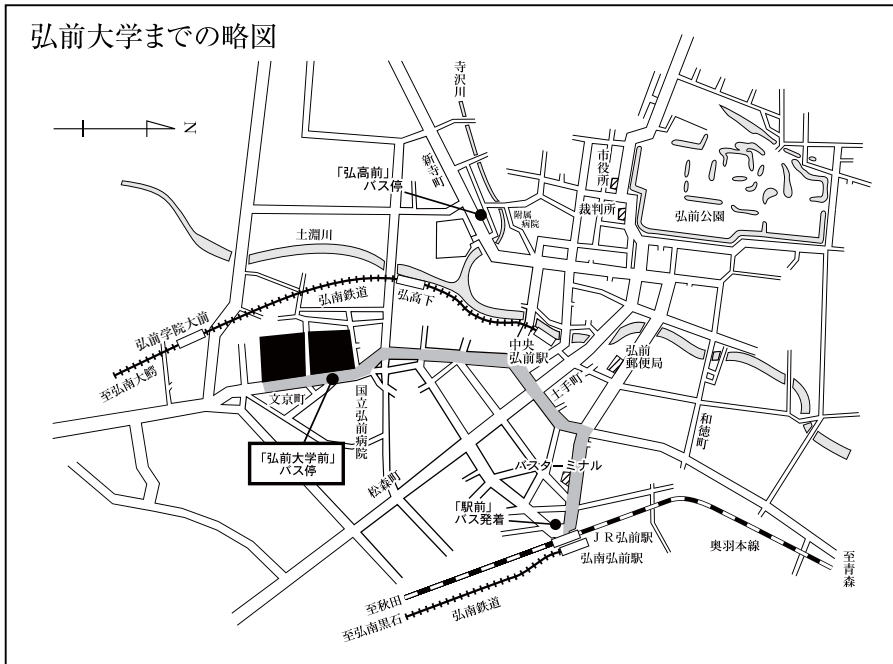 弘前大学までの略図
N
寺沢川
新寺町
「弘高前」
バス停
市役所
裁判所
附属
病院
弘前公園
土淵川
弘南鉄道
弘高下
弘前学院大前
至弘南大鰐
中央
弘前駅
弘前
郵便局
土手町
和徳町
文京町
国立弘前病院
「弘前大学前」
バス停
松森町
バスターミナル
「駅前」
バス発着
JR弘前駅
弘南弘前駅
奥羽本線
至青森
至秋田
至弘南黒石
弘南鉄道